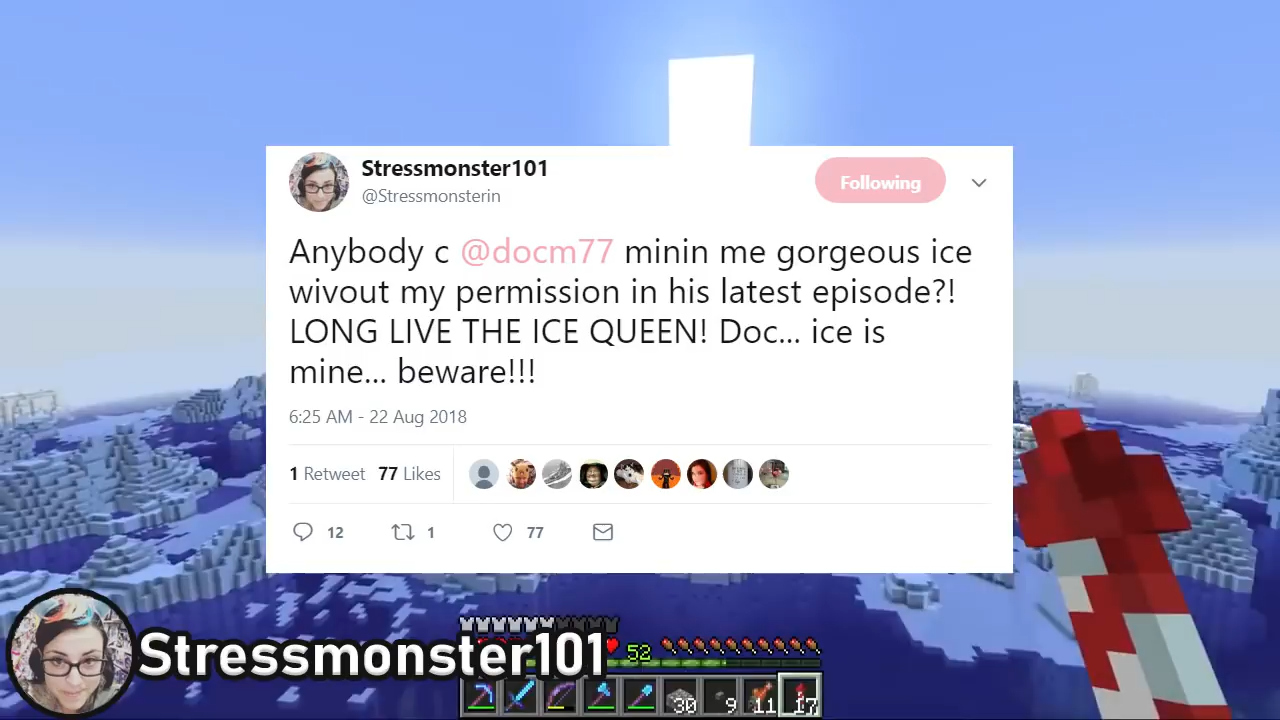 Stressmonster101
@Stressmonsterin
Following
Anybody c @docm77 minin me gorgeous ice
wivout my permission in his latest episode?!
LONG LIVE THE ICE QUEEN! Doc... ice is
mine... beware!!!
6:25 AM - 22 Aug 2018
1 Retweet 77 Likes
12 1 77
Stressmonster101
52
30 9 11 17